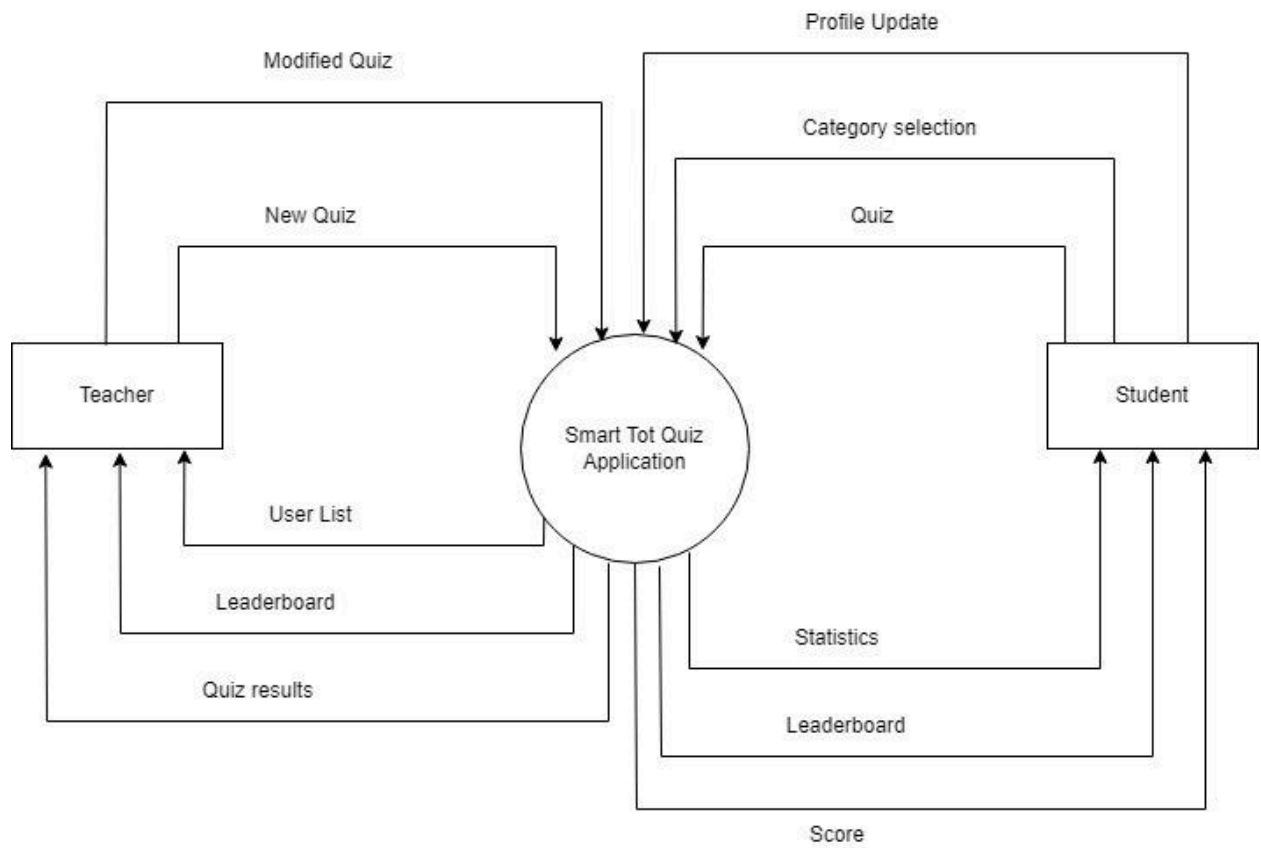 Profile Update
Modified Quiz
Category selection
New Quiz
Quiz
Teacher
Student
Smart Tot Quiz
Application
User List
Leaderboard
Statistics
Quiz results
Leaderboard
Score